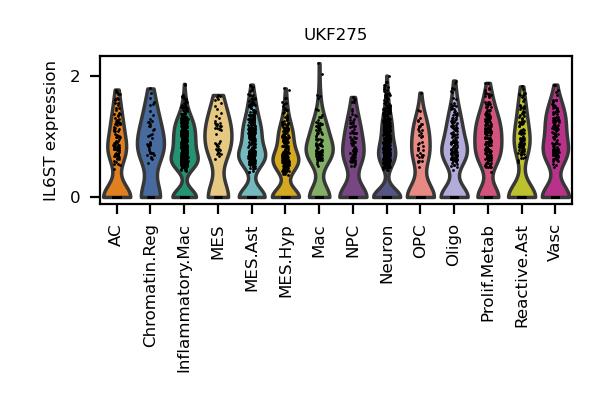 UKF275
IL6ST expression
2
0
AC
Chromatin.Reg
Inflammatory.Mac
MES
MES.Ast
MES.Hyp
Mac
NPC
Neuron
OPC
Oligo
Prolif.Metab
Reactive.Ast
Vasc